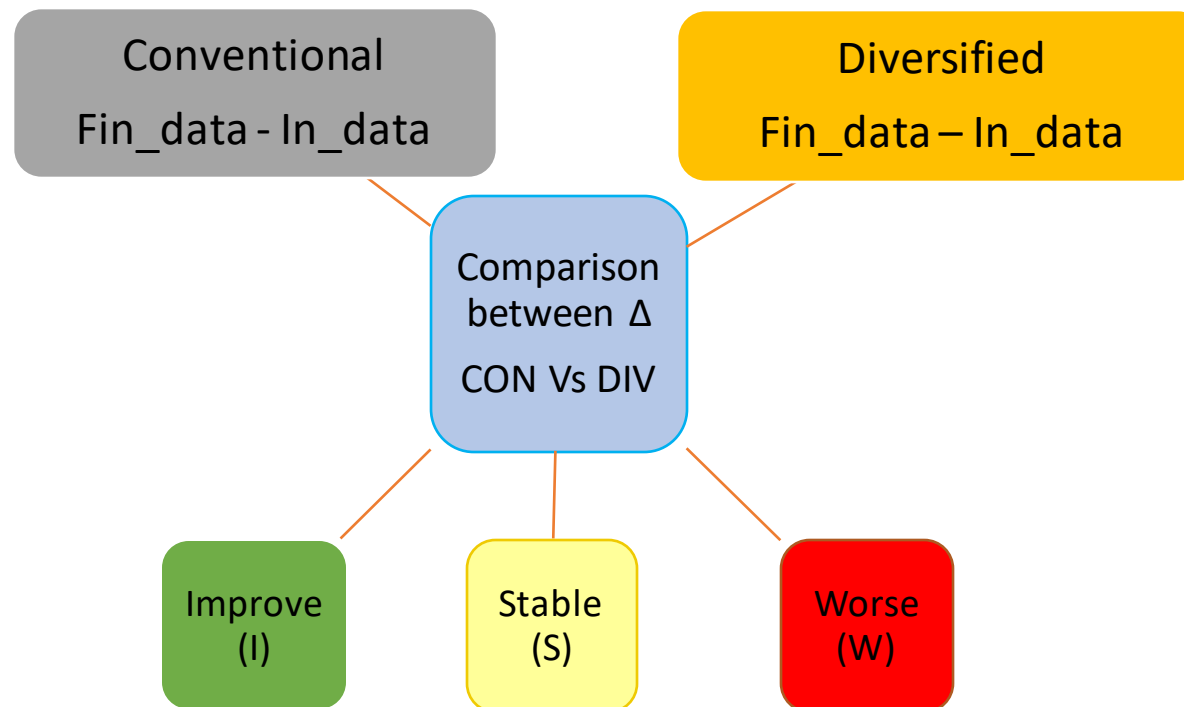 Conventional
Fin_data - In_data
Diversified
Fin_data – In_data
Comparison
between Δ
CON Vs DIV
Improve
(I)
Stable
(S)
Worse
(W)